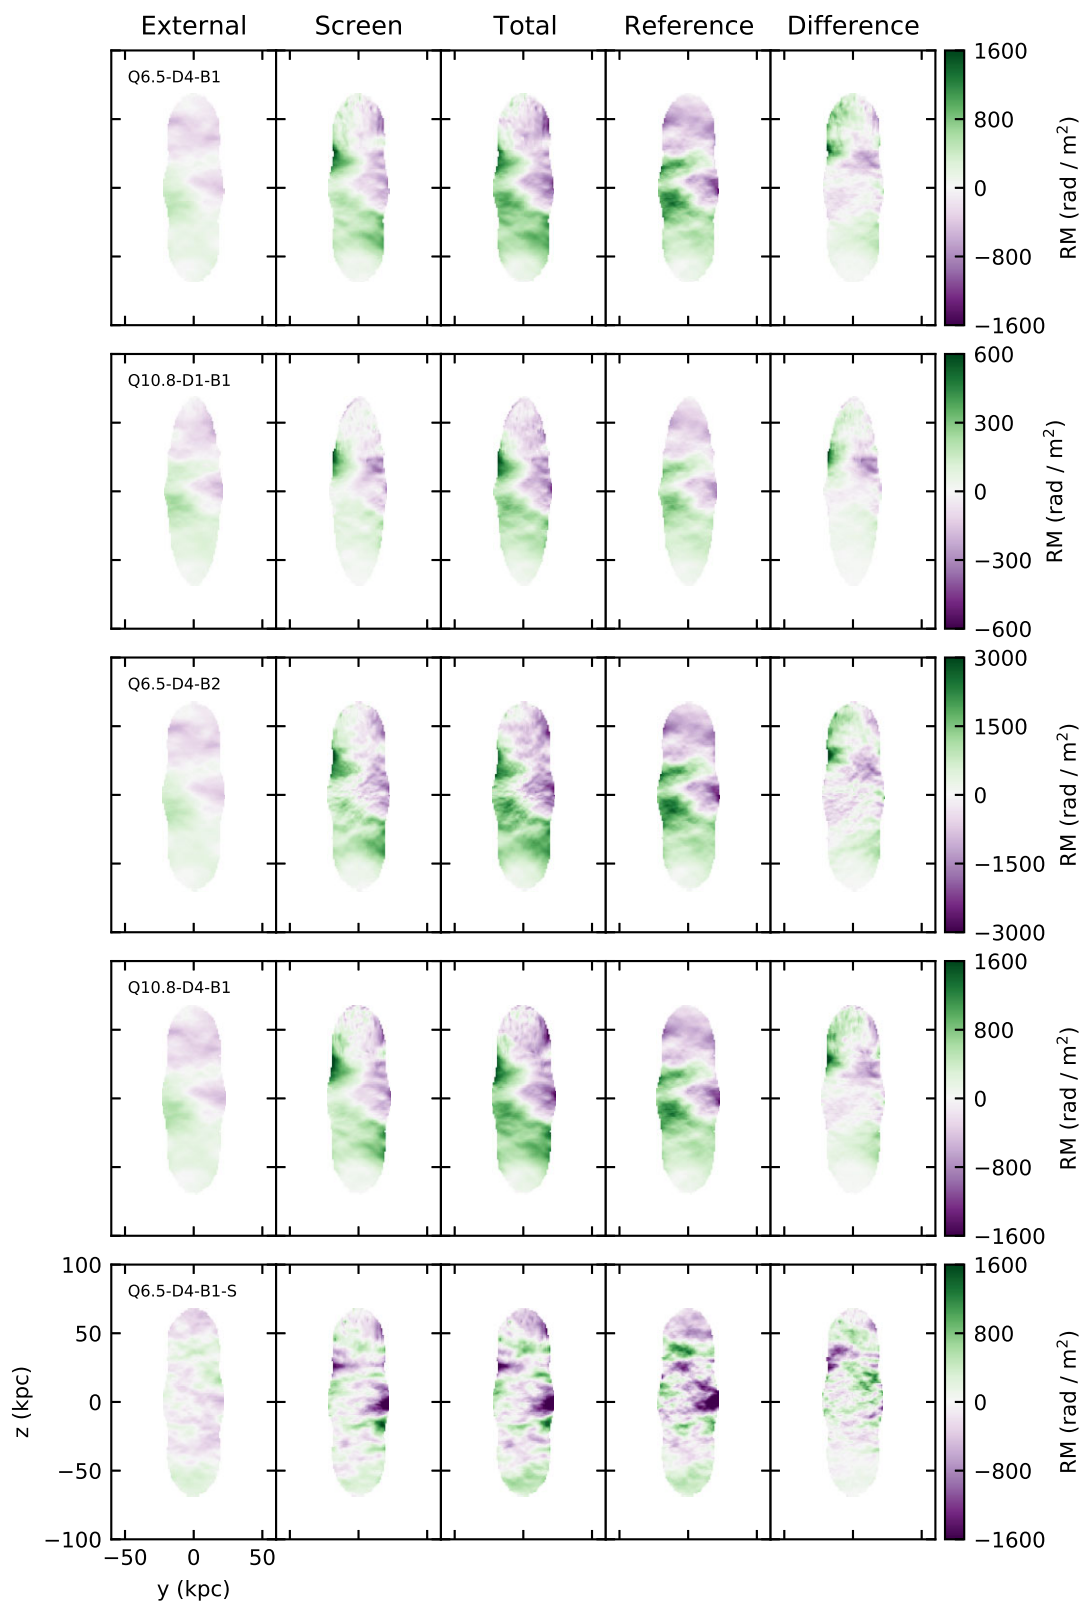 External Screen Total Reference Difference
Q6.5-D4-B1
1600
800
0
−800
−1600
RM (rad / m²)
Q10.8-D1-B1
600
300
0
−300
−600
RM (rad / m²)
Q6.5-D4-B2
3000
1500
0
−1500
−3000
RM (rad / m²)
Q10.8-D4-B1
1600
800
0
−800
−1600
RM (rad / m²)
Q6.5-D4-B1-S
100
50
0
−50
−100
z (kpc)
−50 0 50
y (kpc)
1600
800
0
−800
−1600
RM (rad / m²)